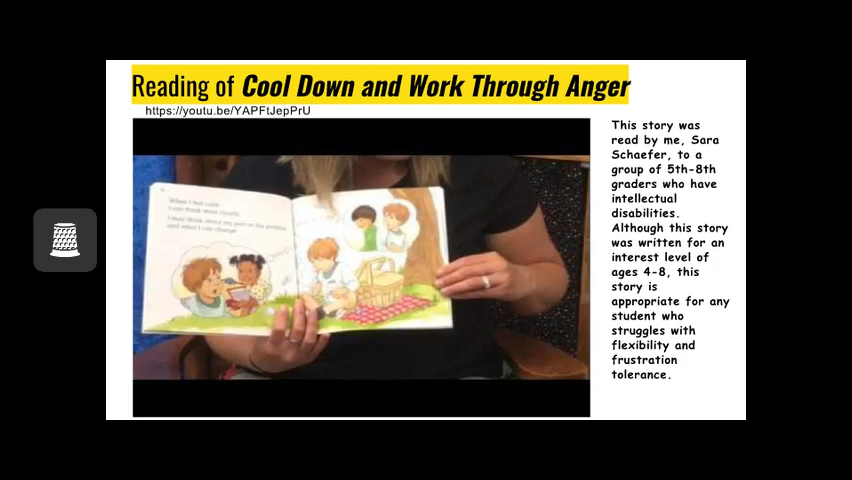 Reading of Cool Down and Work Through Anger
https://youtu.be/YAPFtJepPrU
This story was
read by me, Sara
Schaefer, to a
group of 5th-8th
graders who have
intellectual
disabilities.
Although this story
was written for an
interest level of
ages 4-8, this
story is
appropriate for any
student who
struggles with
flexibility and
frustration
tolerance.
When I feel calm
I can think more clearly.
I must think about my part in the problem
and what I can change.